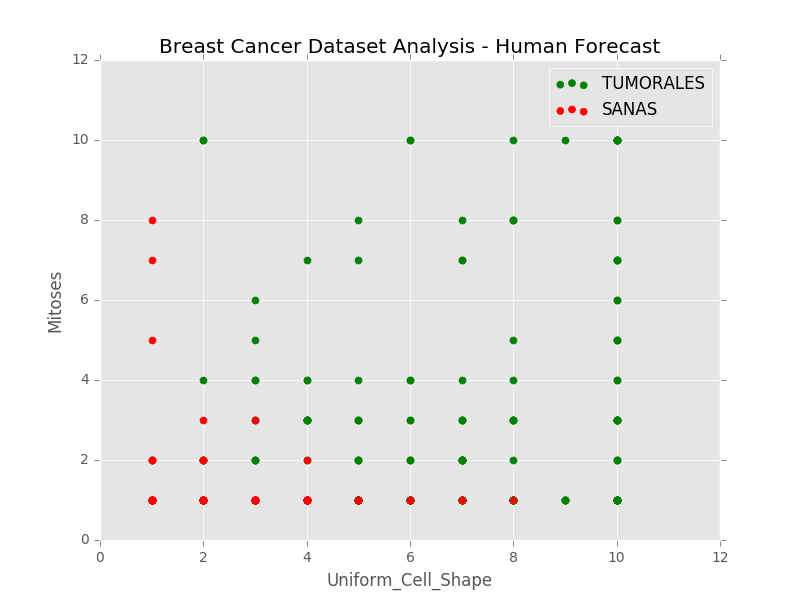 Breast Cancer Dataset Analysis - Human Forecast
TUMORALES
SANAS
12
10
8
6
4
2
0
Mitoses
0 2 4 6 8 10 12
Uniform_Cell_Shape